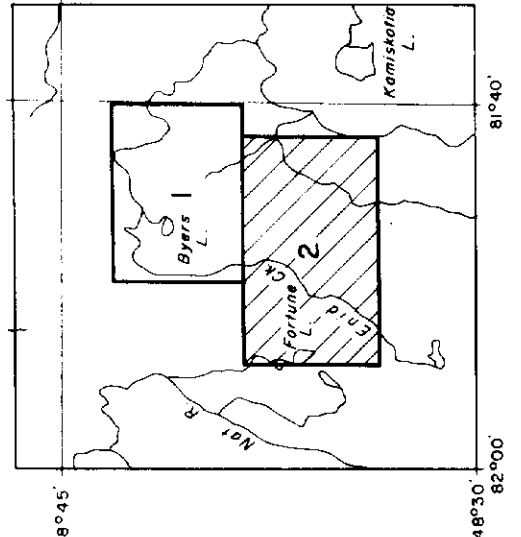 8°45'
Kamiskotia
L.
81°40'
1
Byers
L.
2
Fortune
L.
Enid Ck
Nat R
82°00'
48°30'